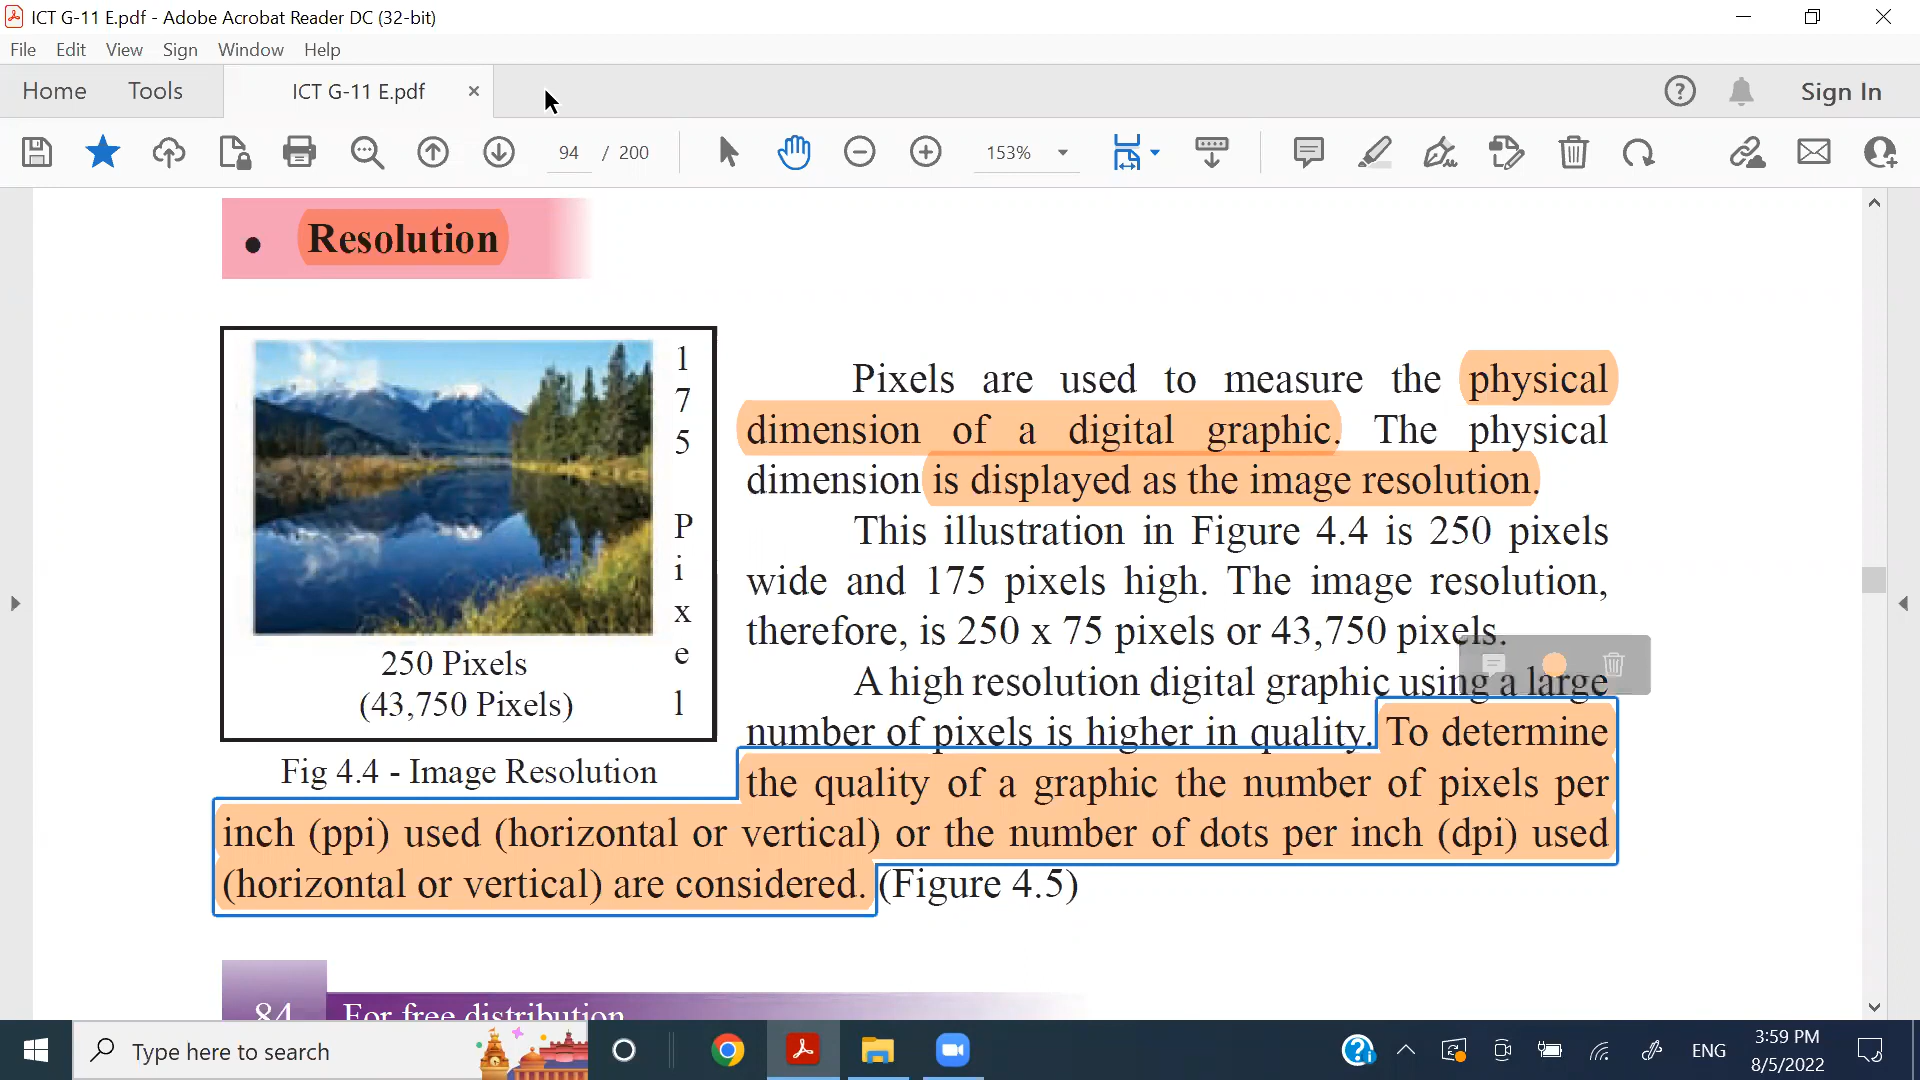 ICT G-11 E.pdf - Adobe Acrobat Reader DC (32-bit)
File Edit View Sign Window Help
Home Tools ICT G-11 E.pdf × Sign In
94 / 200 153%
• Resolution
1
7
5
P
i
x
e
l
250 Pixels
(43,750 Pixels)
Fig 4.4 - Image Resolution
Pixels are used to measure the physical
dimension of a digital graphic. The physical
dimension is displayed as the image resolution.
This illustration in Figure 4.4 is 250 pixels
wide and 175 pixels high. The image resolution,
therefore, is 250 x 75 pixels or 43,750 pixels.
A high resolution digital graphic using a large
number of pixels is higher in quality. To determine
the quality of a graphic the number of pixels per
inch (ppi) used (horizontal or vertical) or the number of dots per inch (dpi) used
(horizontal or vertical) are considered. (Figure 4.5)
84 For free distribution
Type here to search
ENG
3:59 PM
8/5/2022